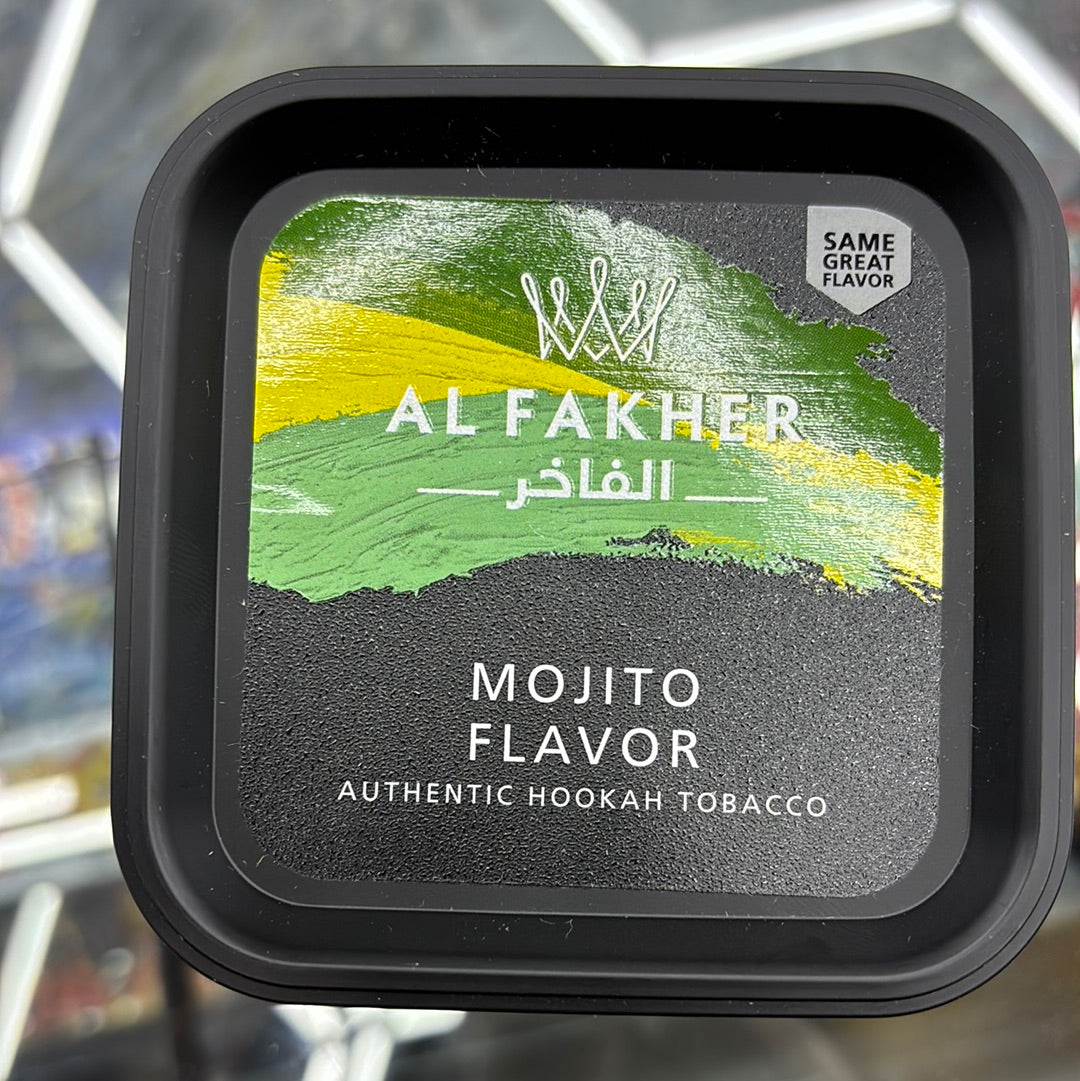 SAME
GREAT
FLAVOR
AL FAKHER
الفاخر
MOJITO
FLAVOR
AUTHENTIC HOOKAH TOBACCO